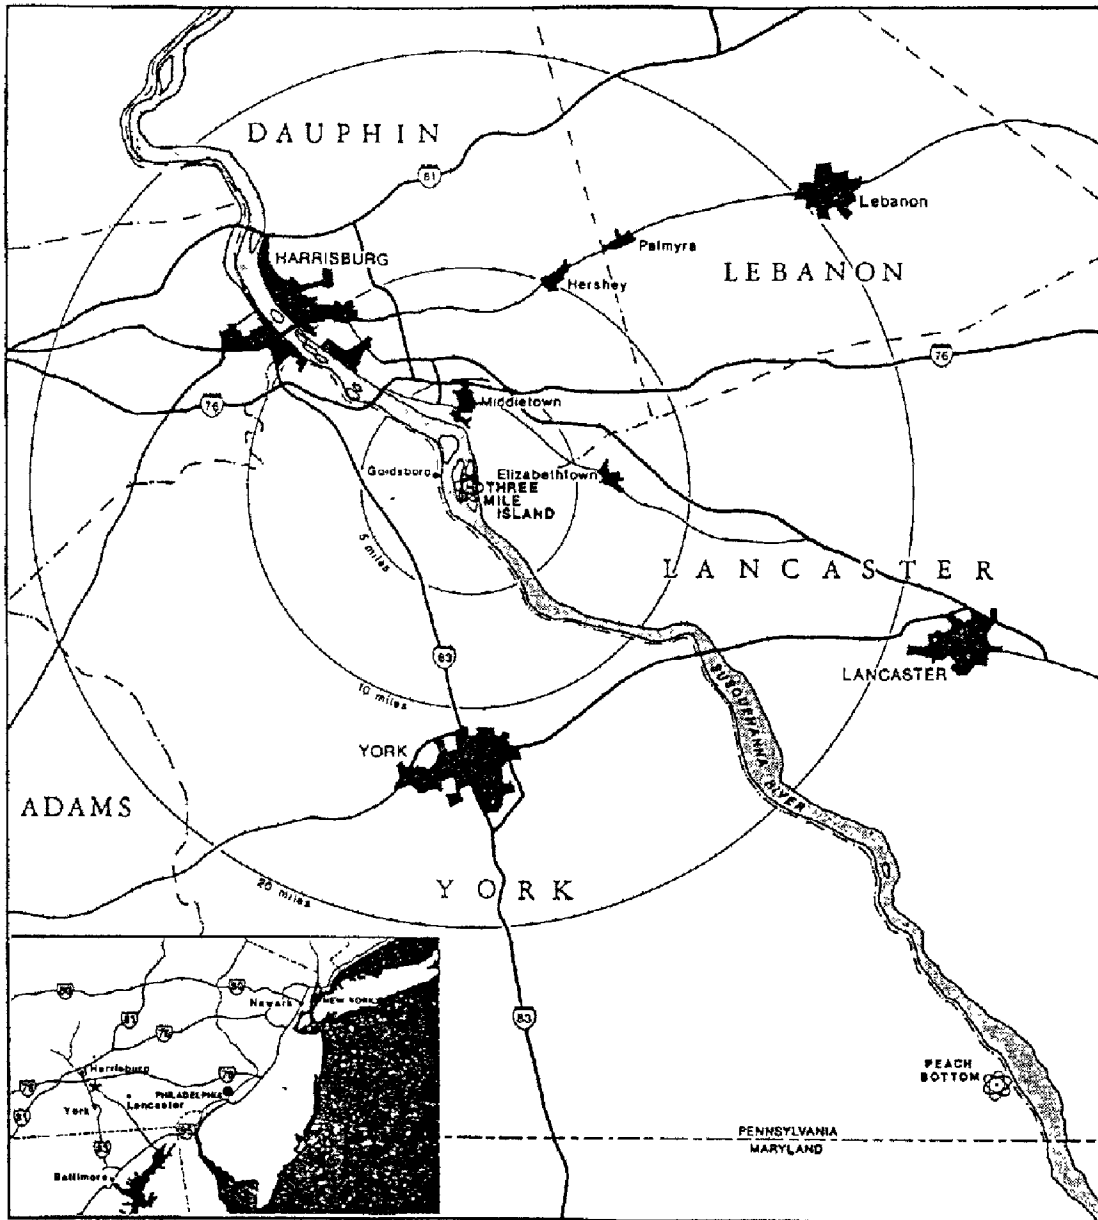 DAUPHIN
81
Lebanon
Palmyra
HARRISBURG
LEBANON
Hershey
76
76
Middletown
Goldsboro
Elizabethtown
THREE
MILE
ISLAND
5 miles
LANCASTER
83
LANCASTER
10 miles
SUSQUEHANNA RIVER
YORK
ADAMS
20 miles
YORK
83
PEACH
BOTTOM
PENNSYLVANIA
MARYLAND
80
80
Newark
NEW YORK
81
78
Harrisburg
76
76
PHILADELPHIA
Lancaster
York
81
95
83
Baltimore